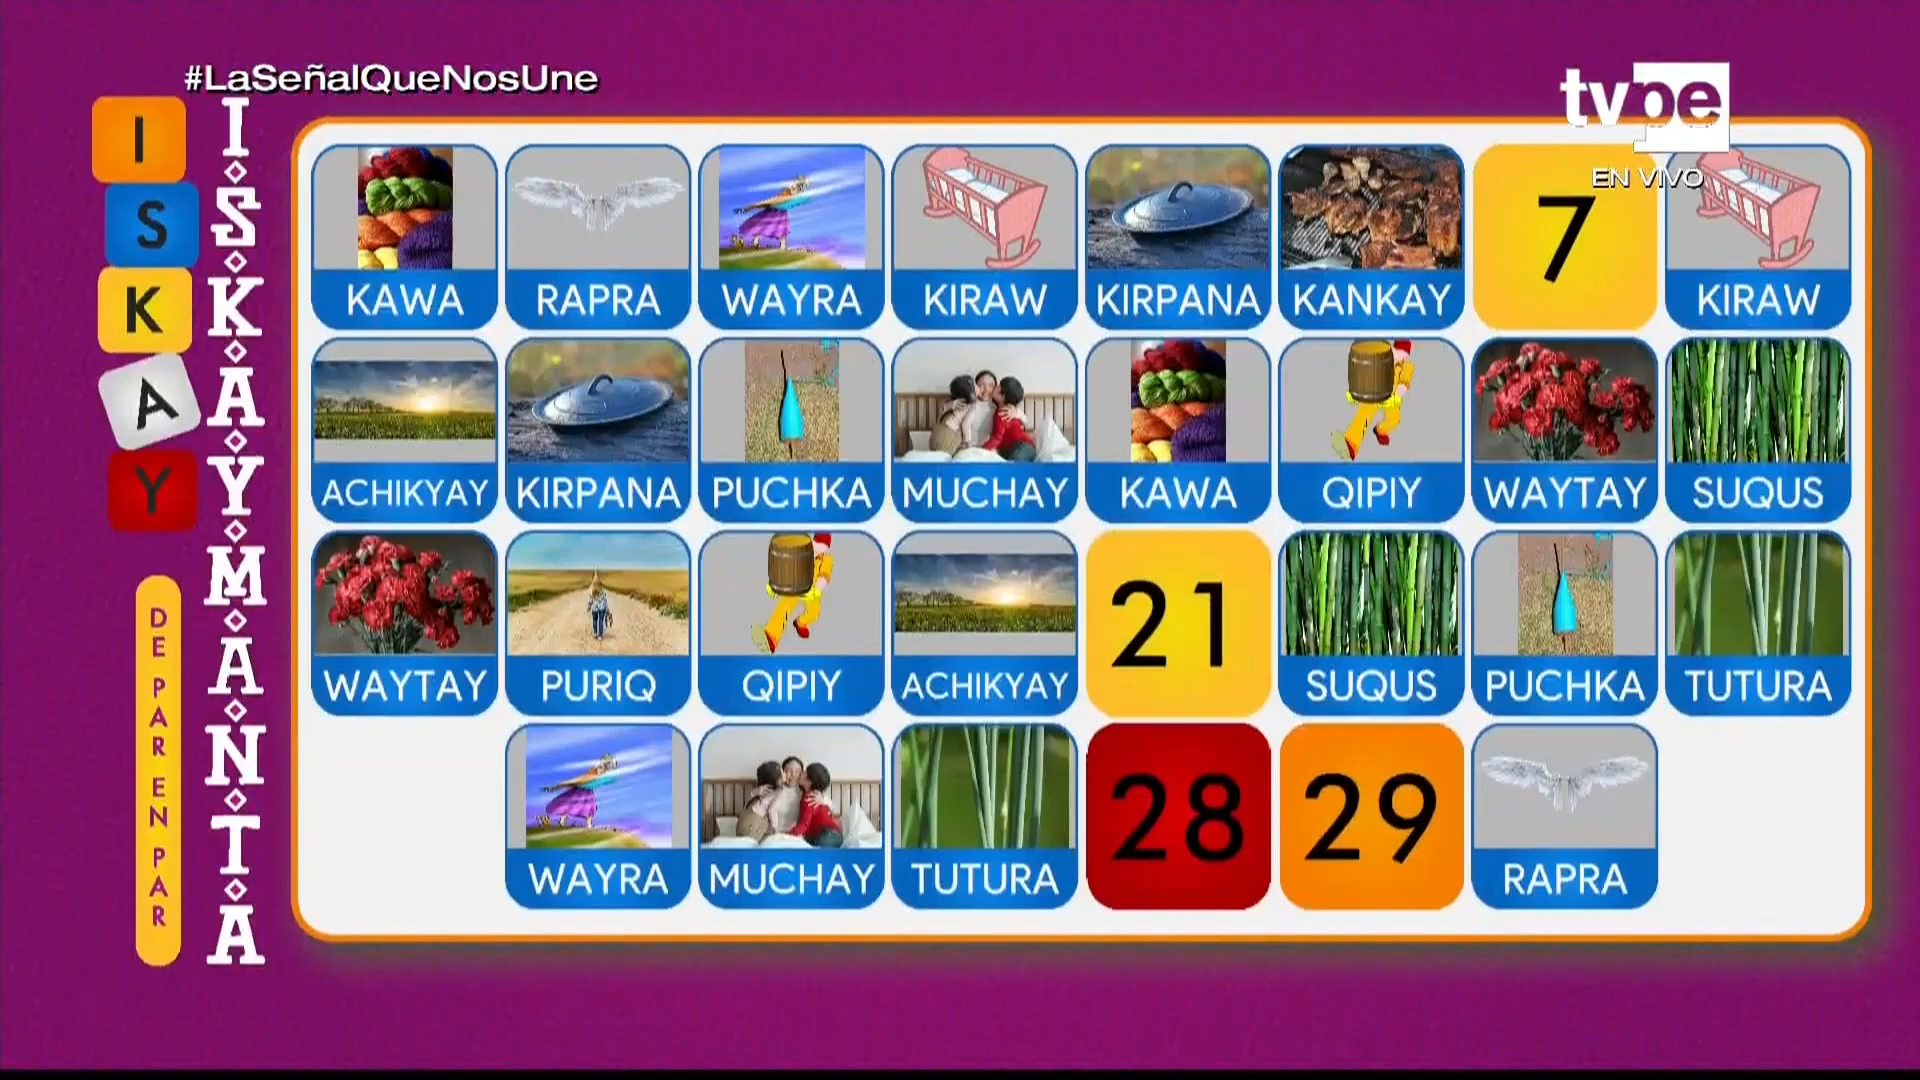 #LaSeñalQueNosUne
tvpe
EN VIVO
I
S
K
A
Y
ISKAYMANTA
DE PAR EN PAR
KAWA RAPRA WAYRA KIRAW KIRPANA KANKAY 7 KIRAW
ACHIKYAY KIRPANA PUCHKA MUCHAY KAWA QIPIY WAYTAY SUQUS
WAYTAY PURIQ QIPIY ACHIKYAY 21 SUQUS PUCHKA TUTURA
WAYRA MUCHAY TUTURA 28 29 RAPRA